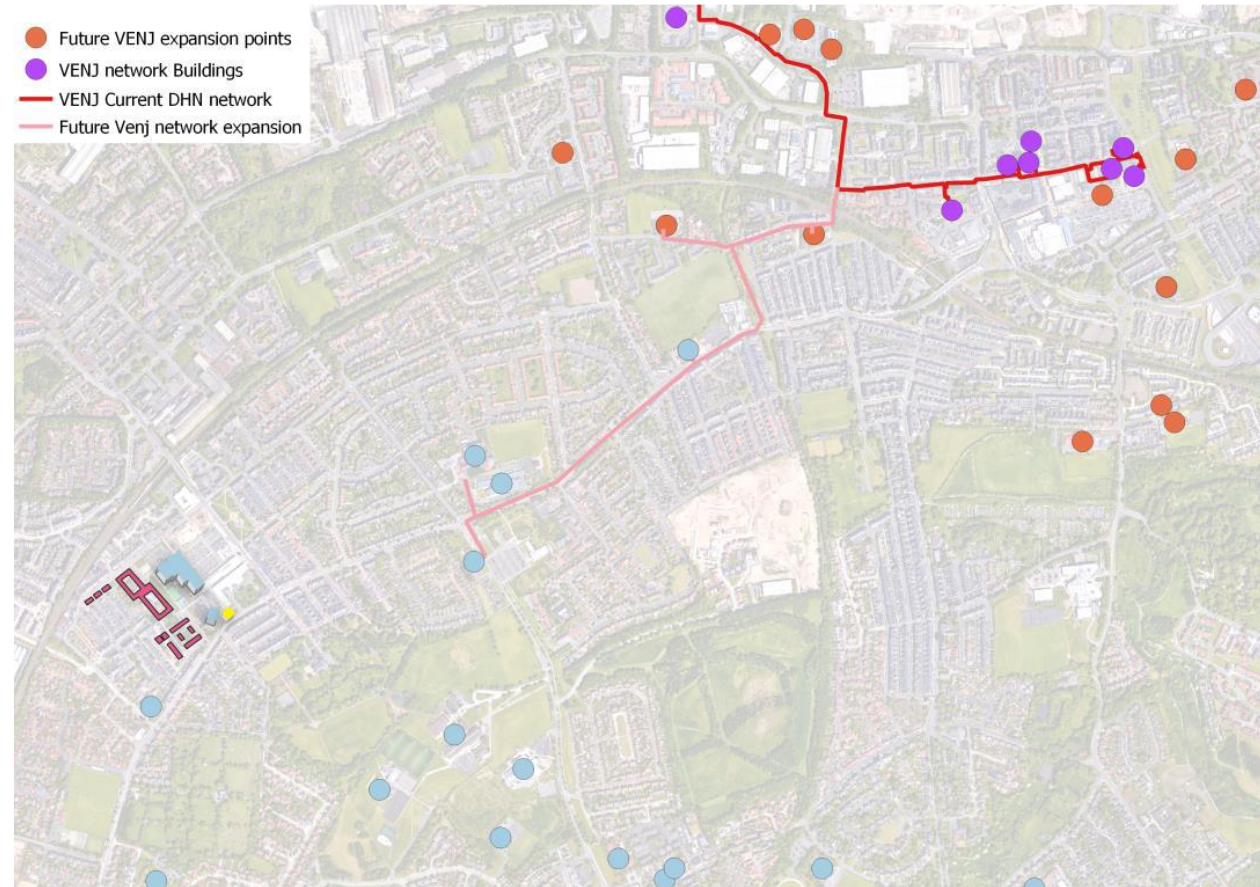 Future VENJ expansion points
VENJ network Buildings
VENJ Current DHN network
Future Venj network expansion